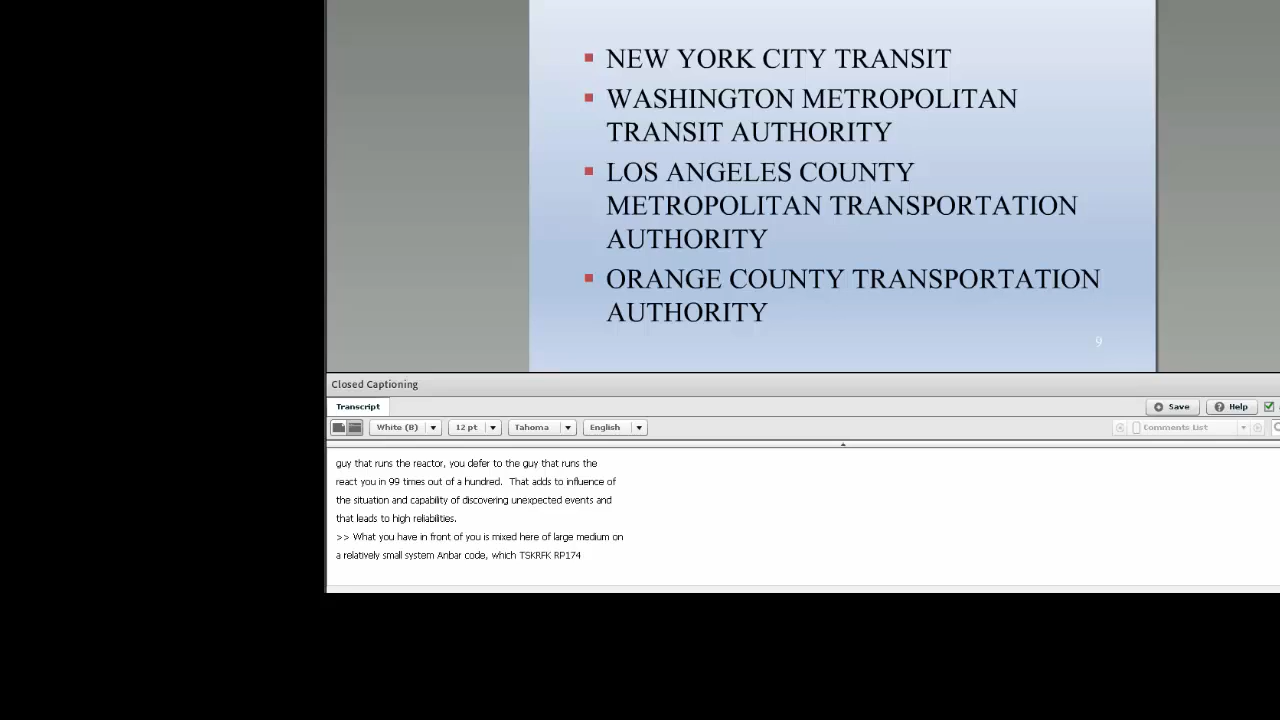 NEW YORK CITY TRANSIT
WASHINGTON METROPOLITAN
TRANSIT AUTHORITY
LOS ANGELES COUNTY
METROPOLITAN TRANSPORTATION
AUTHORITY
ORANGE COUNTY TRANSPORTATION
AUTHORITY
9
Closed Captioning
Transcript
Save Help
White (B) 12 pt Tahoma English Comments List
guy that runs the reactor, you defer to the guy that runs the
react you in 99 times out of a hundred.  That adds to influence of
the situation and capability of discovering unexpected events and
that leads to high reliabilities.
>> What you have in front of you is mixed here of large medium on
a relatively small system Anbar code, which TSKRFK RP174